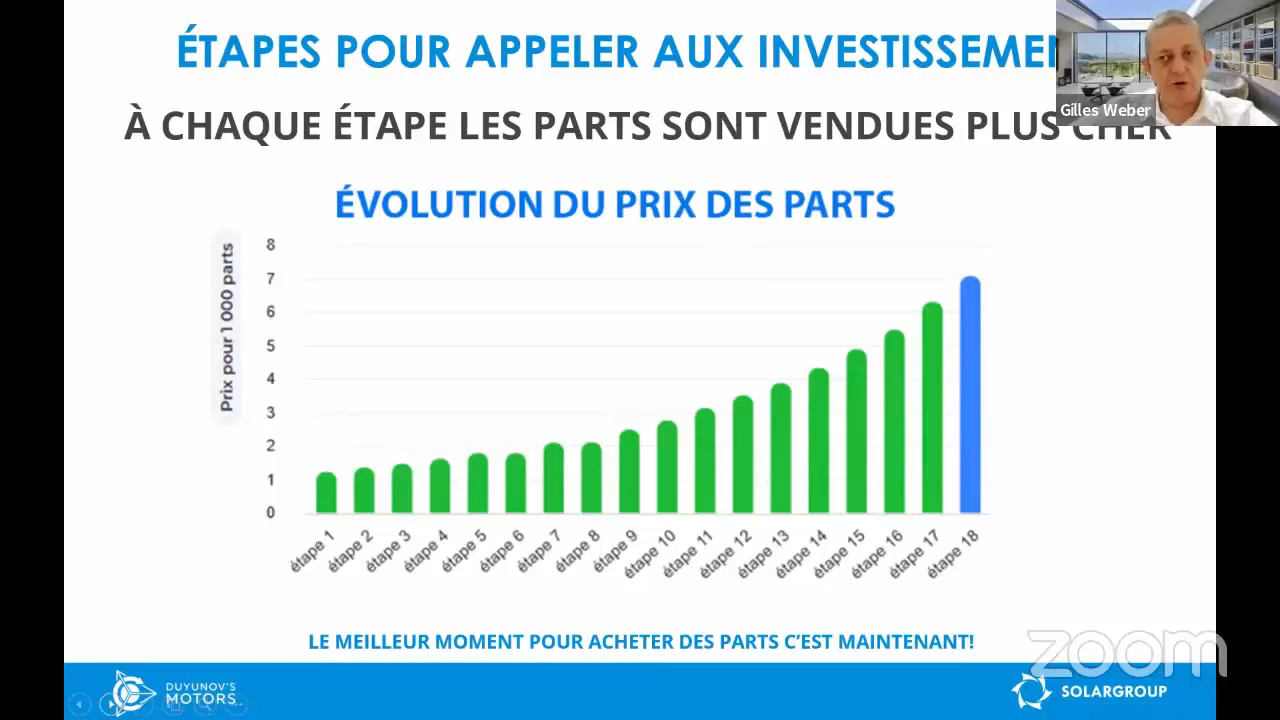 ÉTAPES POUR APPELER AUX INVESTISSEME
Gilles Weber
À CHAQUE ÉTAPE LES PARTS SONT VENDUES PLUS CHER
ÉVOLUTION DU PRIX DES PARTS
Prix pour 1 000 parts
8
7
6
5
4
3
2
1
0
étape 1
étape 2
étape 3
étape 4
étape 5
étape 6
étape 7
étape 8
étape 9
étape 10
étape 11
étape 12
étape 13
étape 14
étape 15
étape 16
étape 17
étape 18
LE MEILLEUR MOMENT POUR ACHETER DES PARTS C'EST MAINTENANT!
zoom
DUYUNOV'S
MOTORS
SOLARGROUP